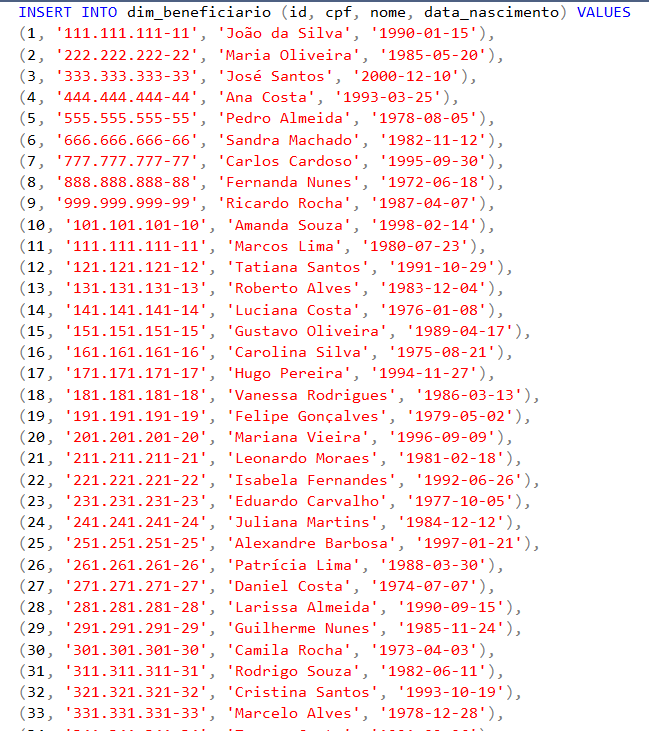 INSERT INTO dim_beneficiario (id, cpf, nome, data_nascimento) VALUES
(1, '111.111.111-11', 'João da Silva', '1990-01-15'),
(2, '222.222.222-22', 'Maria Oliveira', '1985-05-20'),
(3, '333.333.333-33', 'José Santos', '2000-12-10'),
(4, '444.444.444-44', 'Ana Costa', '1993-03-25'),
(5, '555.555.555-55', 'Pedro Almeida', '1978-08-05'),
(6, '666.666.666-66', 'Sandra Machado', '1982-11-12'),
(7, '777.777.777-77', 'Carlos Cardoso', '1995-09-30'),
(8, '888.888.888-88', 'Fernanda Nunes', '1972-06-18'),
(9, '999.999.999-99', 'Ricardo Rocha', '1987-04-07'),
(10, '101.101.101-10', 'Amanda Souza', '1998-02-14'),
(11, '111.111.111-11', 'Marcos Lima', '1980-07-23'),
(12, '121.121.121-12', 'Tatiana Santos', '1991-10-29'),
(13, '131.131.131-13', 'Roberto Alves', '1983-12-04'),
(14, '141.141.141-14', 'Luciana Costa', '1976-01-08'),
(15, '151.151.151-15', 'Gustavo Oliveira', '1989-04-17'),
(16, '161.161.161-16', 'Carolina Silva', '1975-08-21'),
(17, '171.171.171-17', 'Hugo Pereira', '1994-11-27'),
(18, '181.181.181-18', 'Vanessa Rodrigues', '1986-03-13'),
(19, '191.191.191-19', 'Felipe Gonçalves', '1979-05-02'),
(20, '201.201.201-20', 'Mariana Vieira', '1996-09-09'),
(21, '211.211.211-21', 'Leonardo Moraes', '1981-02-18'),
(22, '221.221.221-22', 'Isabela Fernandes', '1992-06-26'),
(23, '231.231.231-23', 'Eduardo Carvalho', '1977-10-05'),
(24, '241.241.241-24', 'Juliana Martins', '1984-12-12'),
(25, '251.251.251-25', 'Alexandre Barbosa', '1997-01-21'),
(26, '261.261.261-26', 'Patrícia Lima', '1988-03-30'),
(27, '271.271.271-27', 'Daniel Costa', '1974-07-07'),
(28, '281.281.281-28', 'Larissa Almeida', '1990-09-15'),
(29, '291.291.291-29', 'Guilherme Nunes', '1985-11-24'),
(30, '301.301.301-30', 'Camila Rocha', '1973-04-03'),
(31, '311.311.311-31', 'Rodrigo Souza', '1982-06-11'),
(32, '321.321.321-32', 'Cristina Santos', '1993-10-19'),
(33, '331.331.331-33', 'Marcelo Alves', '1978-12-28'),